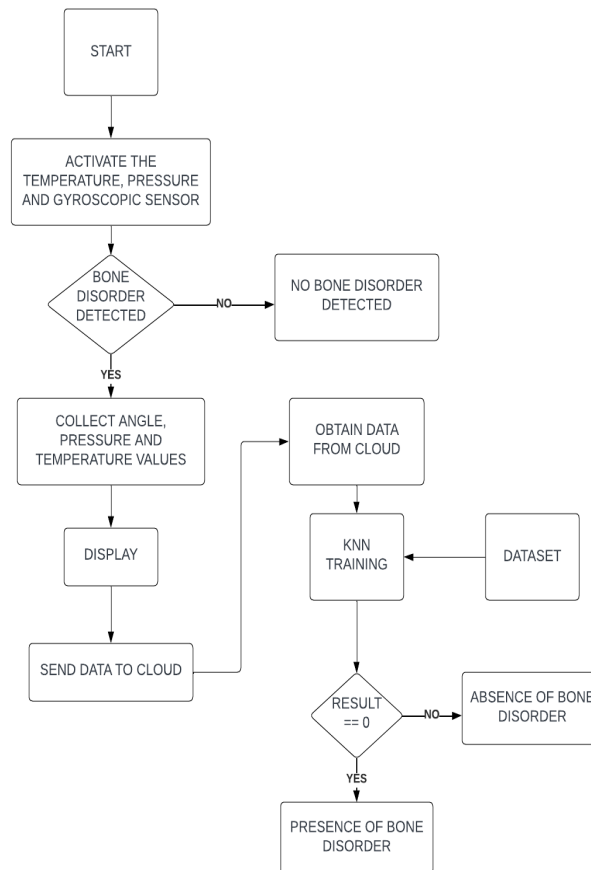 START
ACTIVATE THE
TEMPERATURE, PRESSURE
AND GYROSCOPIC SENSOR
BONE
DISORDER
DETECTED
NO
NO BONE DISORDER
DETECTED
YES
COLLECT ANGLE,
PRESSURE AND
TEMPERATURE VALUES
DISPLAY
SEND DATA TO CLOUD
OBTAIN DATA
FROM CLOUD
KNN
TRAINING
DATASET
RESULT
== 0
NO
ABSENCE OF BONE
DISORDER
YES
PRESENCE OF BONE
DISORDER